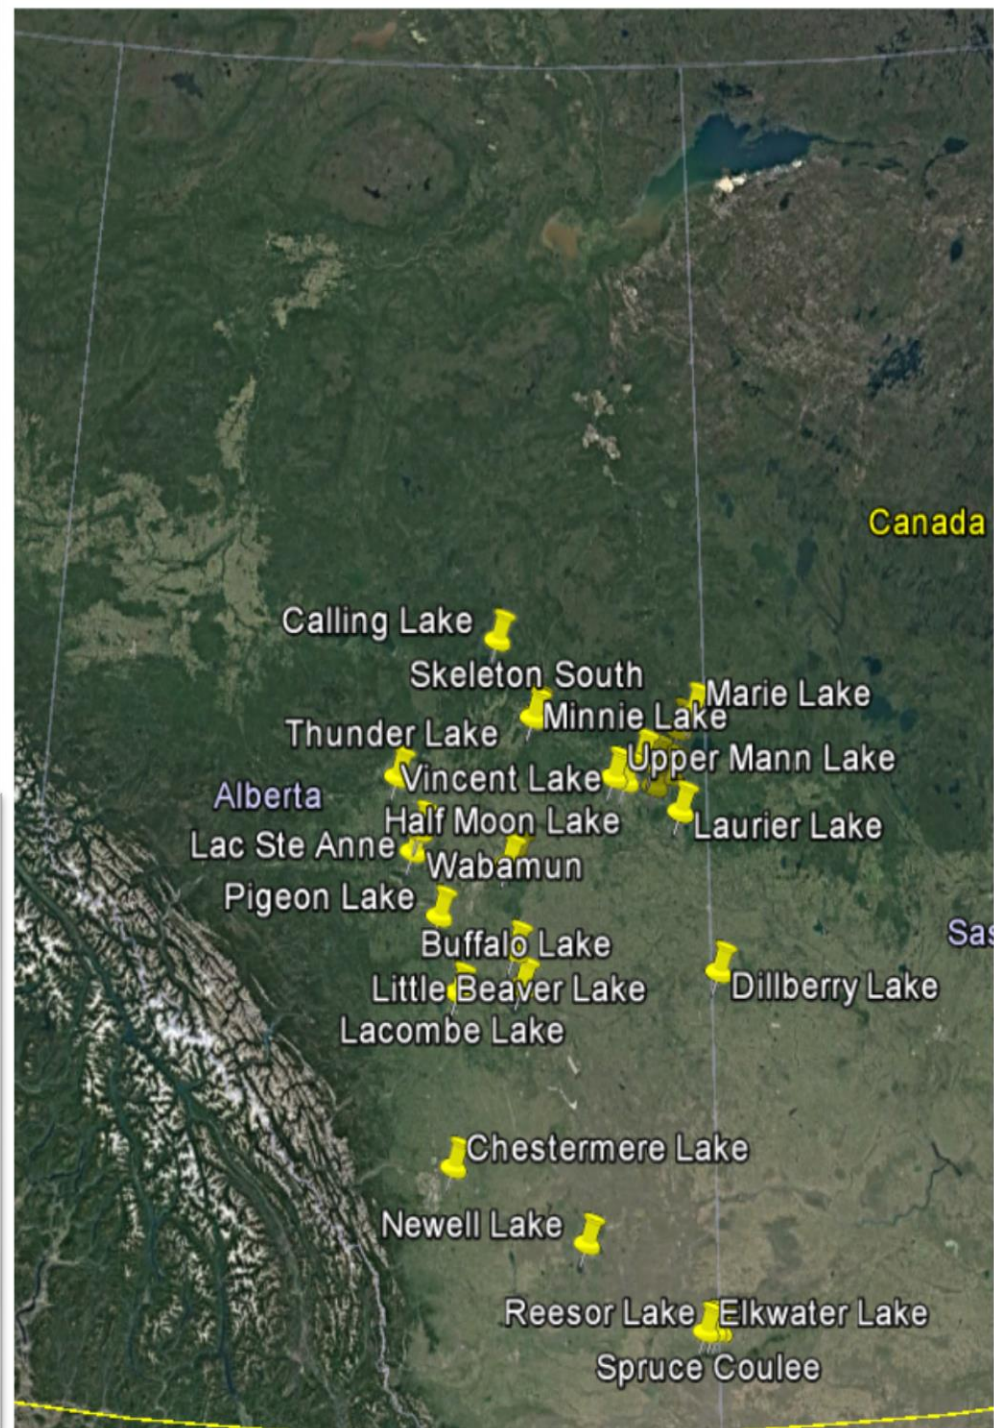 Canada
Calling Lake
Skeleton South
Marie Lake
Minnie Lake
Thunder Lake
Upper Mann Lake
Vincent Lake
Alberta
Half Moon Lake
Laurier Lake
Lac Ste Anne
Wabamun
Pigeon Lake
Sas
Buffalo Lake
Dillberry Lake
Little Beaver Lake
Lacombe Lake
Chestermere Lake
Newell Lake
Reesor Lake
Elkwater Lake
Spruce Coulee